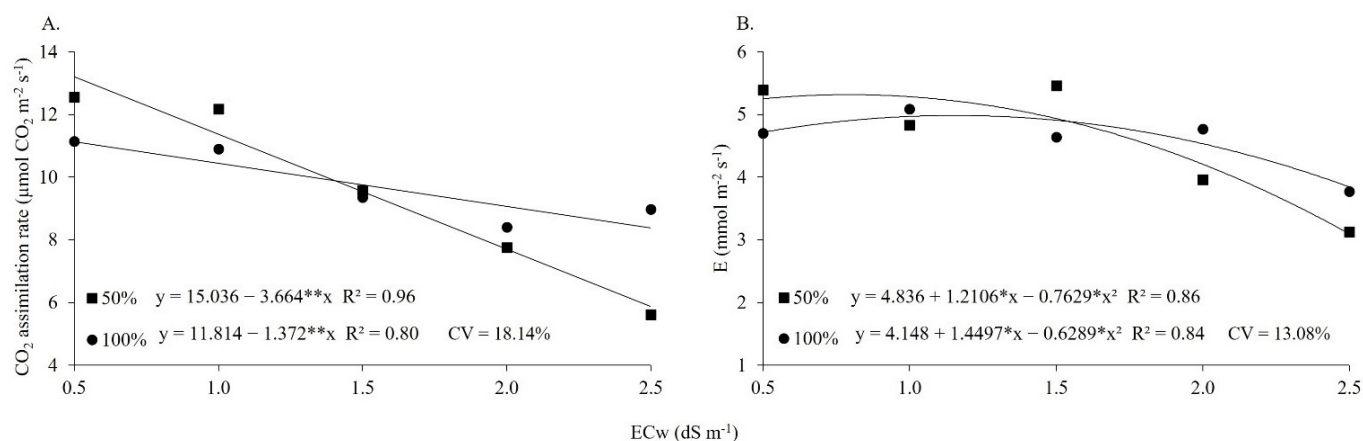 A.
CO₂ assimilation rate (µmol CO₂ m⁻² s⁻¹)
14
12
10
8
6
4
■ 50% y = 15.036 – 3.664**x R² = 0.96
● 100% y = 11.814 – 1.372**x R² = 0.80 CV = 18.14%
0.5 1.0 1.5 2.0 2.5
B.
E (mmol m⁻² s⁻¹)
6
5
4
3
2
1
■ 50% y = 4.836 + 1.2106*x – 0.7629*x² R² = 0.86
● 100% y = 4.148 + 1.4497*x – 0.6289*x² R² = 0.84 CV = 13.08%
0.5 1.0 1.5 2.0 2.5
ECw (dS m⁻¹)